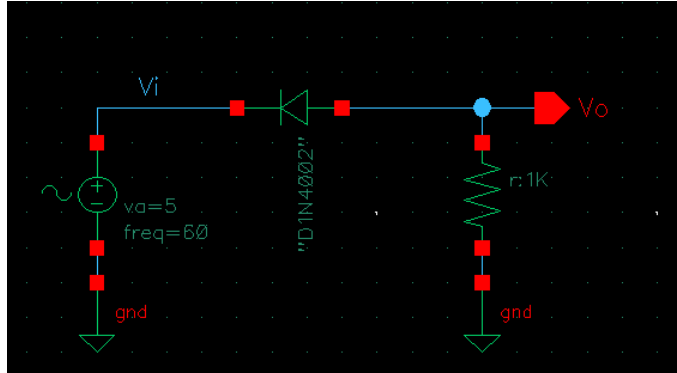 Vi
Vo
"D1N4002"
r:1K
va=5
freq=60
gnd
gnd